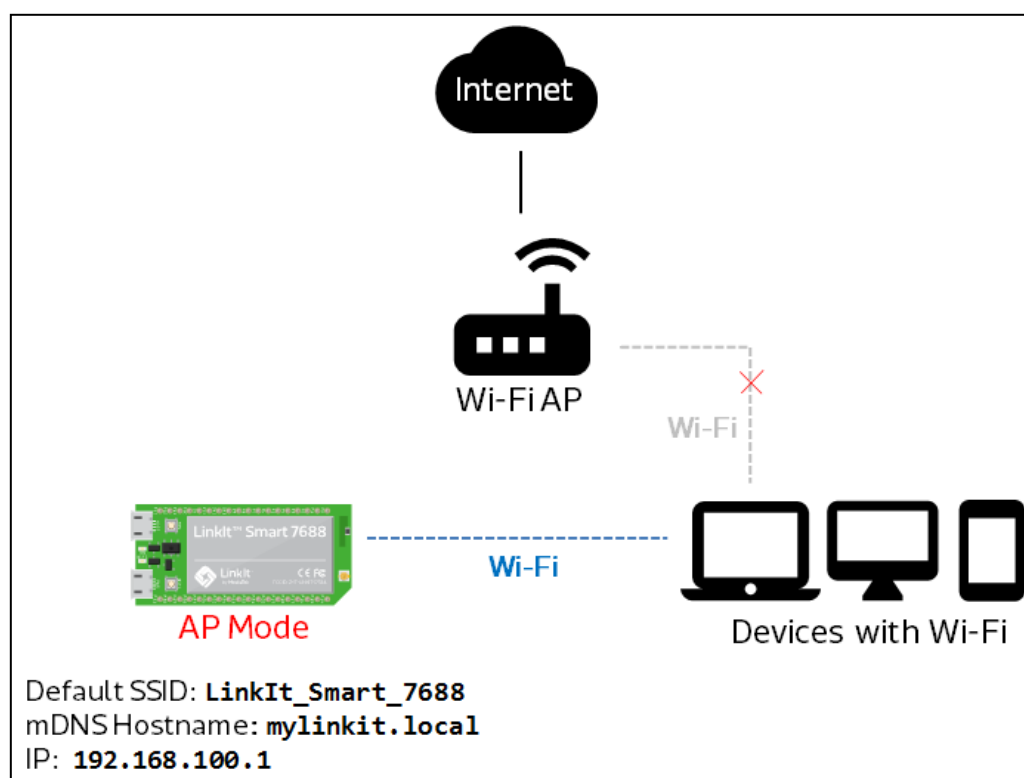 Internet
Wi-Fi AP
Wi-Fi
LinkIt™ Smart 7688
LinkIt
CE FC
Wi-Fi
AP Mode
Devices with Wi-Fi
Default SSID: LinkIt_Smart_7688
mDNS Hostname: mylinkit.local
IP: 192.168.100.1